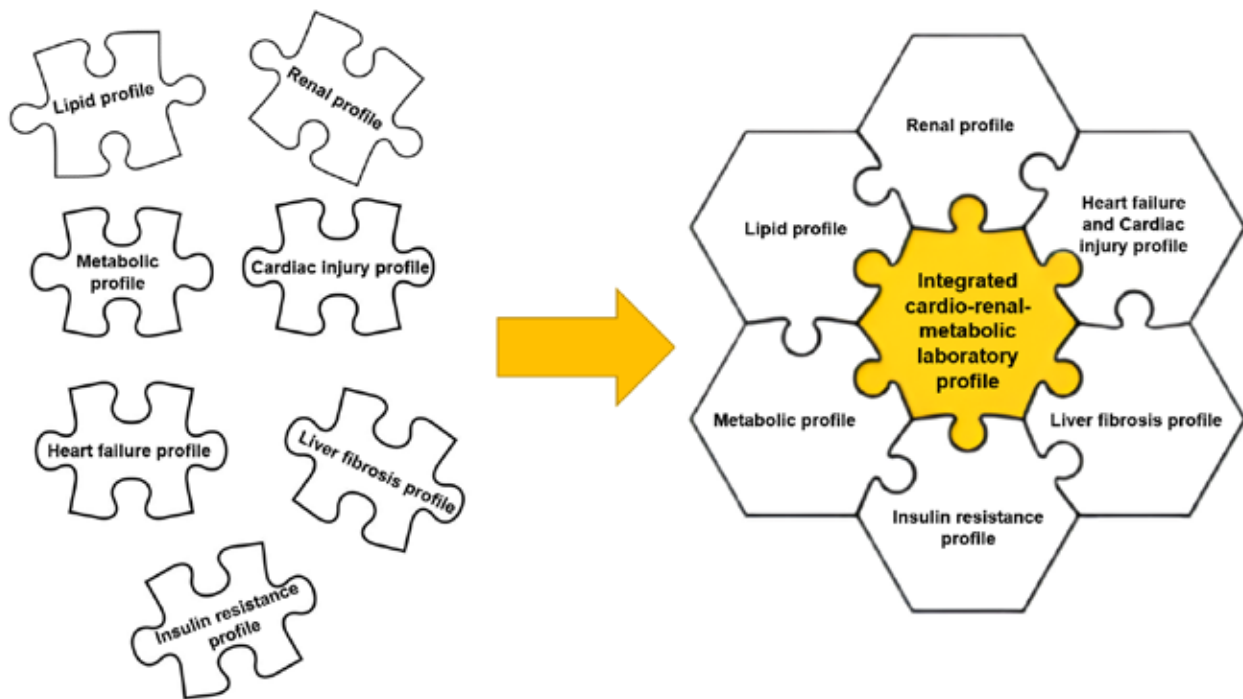 Lipid profile
Renal profile
Metabolic
profile
Cardiac injury profile
Heart failure profile
Liver fibrosis profile
Insulin resistance
profile
Renal profile
Lipid profile
Heart failure
and Cardiac
injury profile
Integrated
cardio-renal-
metabolic
laboratory
profile
Metabolic profile
Liver fibrosis profile
Insulin resistance
profile